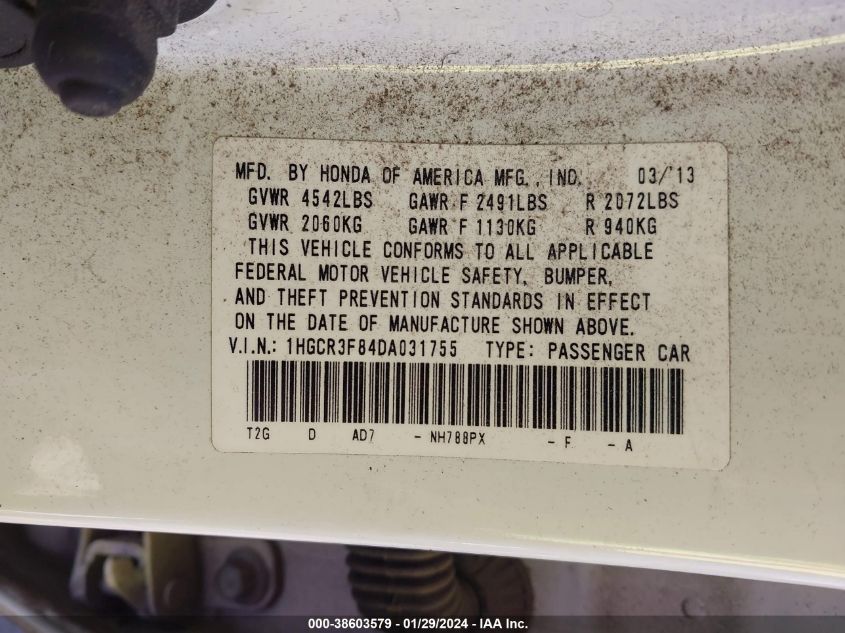 MFD. BY HONDA OF AMERICA MFG., INC. 03/'13
GVWR 4542LBS GAWR F 2491LBS R 2072LBS
GVWR 2060KG GAWR F 1130KG R 940KG
THIS VEHICLE CONFORMS TO ALL APPLICABLE
FEDERAL MOTOR VEHICLE SAFETY, BUMPER,
AND THEFT PREVENTION STANDARDS IN EFFECT
ON THE DATE OF MANUFACTURE SHOWN ABOVE.
V.I.N.: 1HGCR3F84DA031755 TYPE: PASSENGER CAR
T2G D AD7 - NH788PX - F - A
000-38603579 - 01/29/2024 - IAA Inc.